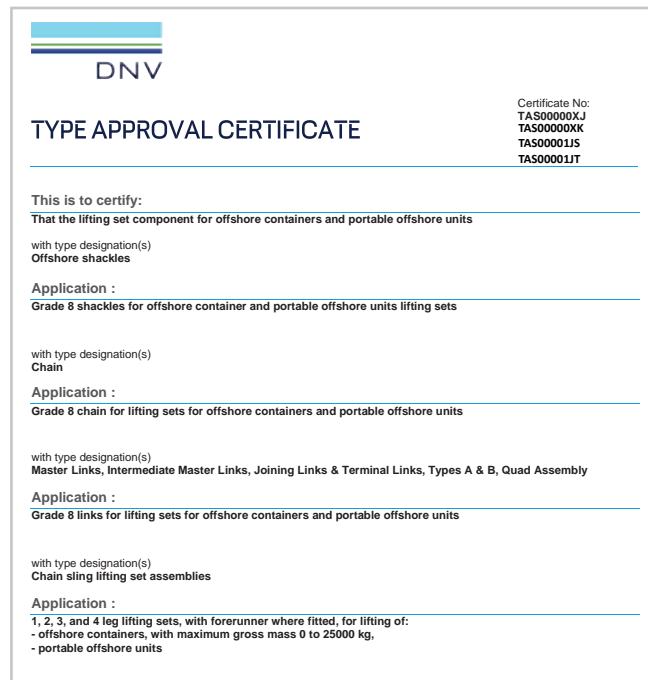 DNV
Certificate No:
TAS00000XJ
TYPE APPROVAL CERTIFICATE
TAS00000XK
TAS00001JS
TAS00001JT
This is to certify:
That the lifting set component for offshore containers and portable offshore units
with type designation(s)
Offshore shackles
Application :
Grade 8 shackles for offshore container and portable offshore units lifting sets
with type designation(s)
Chain
Application :
Grade 8 chain for lifting sets for offshore containers and portable offshore units
with type designation(s)
Master Links, Intermediate Master Links, Joining Links & Terminal Links, Types A & B, Quad Assembly
Application :
Grade 8 links for lifting sets for offshore containers and portable offshore units
with type designation(s)
Chain sling lifting set assemblies
Application :
1, 2, 3, and 4 leg lifting sets, with forerunner where fitted, for lifting of:
- offshore containers, with maximum gross mass 0 to 25000 kg,
- portable offshore units